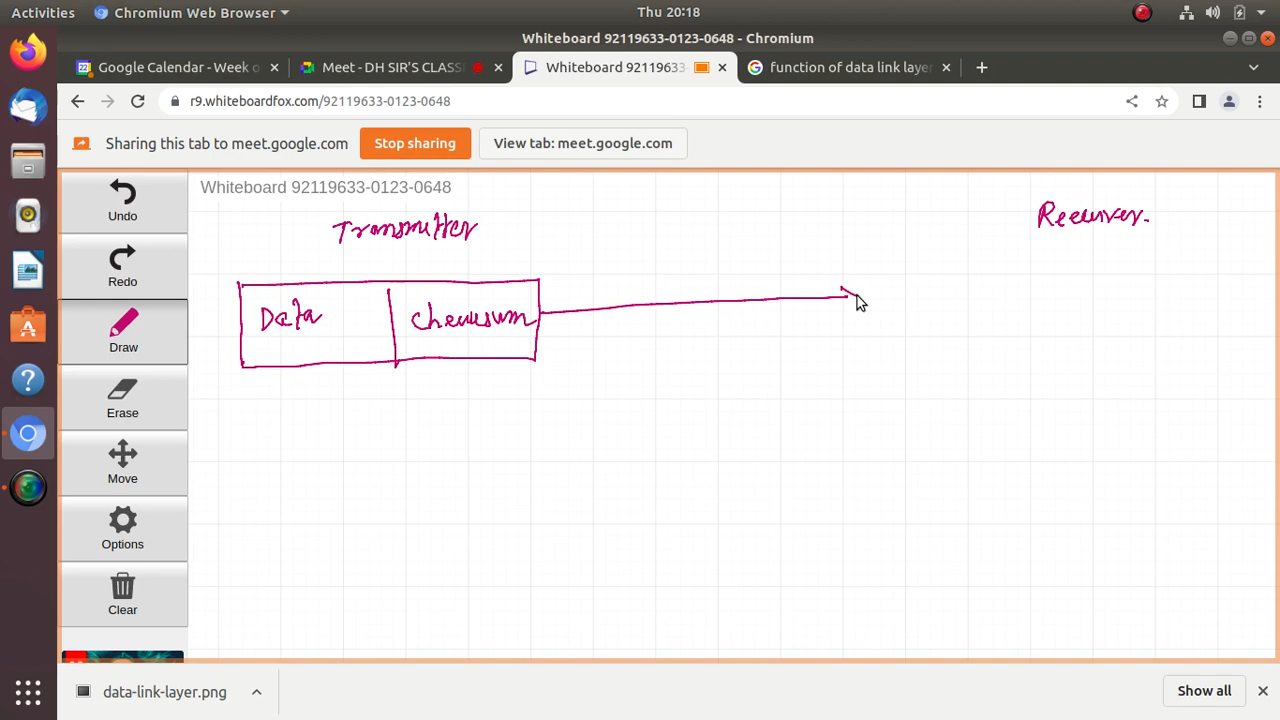 Activities Chromium Web Browser Thu 20:18
Whiteboard 92119633-0123-0648 - Chromium
Google Calendar - Week o Meet - DH SIR'S CLASS Whiteboard 92119633 function of data link layer
r9.whiteboardfox.com/92119633-0123-0648
Sharing this tab to meet.google.com Stop sharing View tab: meet.google.com
Whiteboard 92119633-0123-0648
Undo
Redo
Draw
Erase
Move
Options
Clear
Transmitter
Data
data-link-layer.png Show all